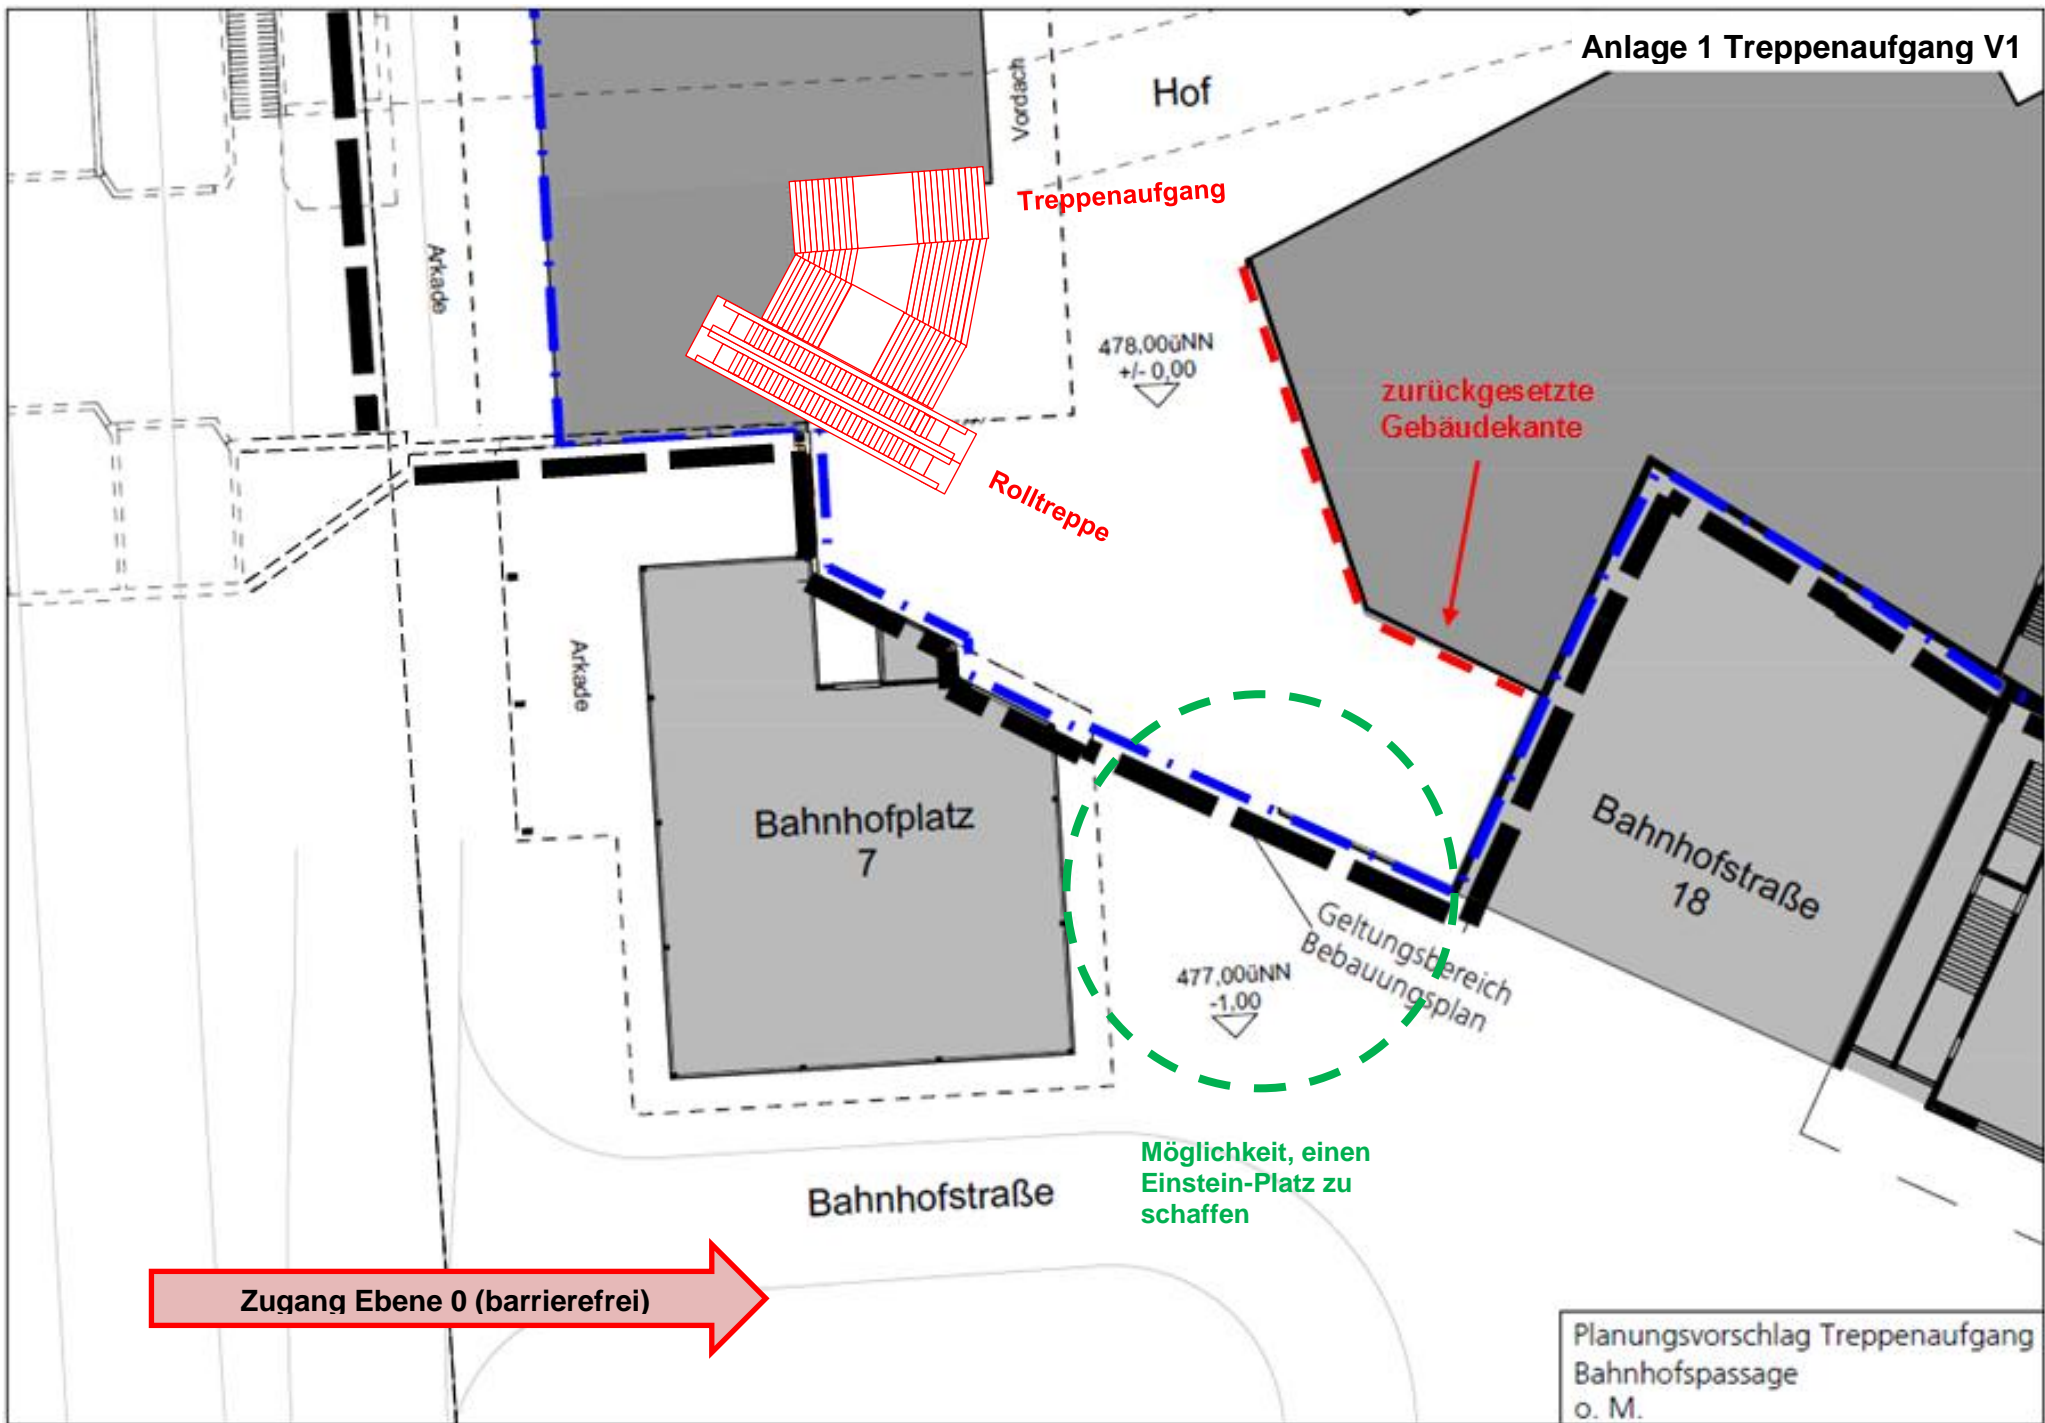 Anlage 1 Treppenaufgang V1
Hof
Vordach
Treppenaufgang
Arkade
478,00üNN
+/- 0,00
zurückgesetzte
Gebäudekante
Rolltreppe
Arkade
Bahnhofplatz
7
Bahnhofstraße
18
Geltungsbereich
Bebauungsplan
477,00üNN
-1,00
Möglichkeit, einen
Einstein-Platz zu
schaffen
Bahnhofstraße
Zugang Ebene 0 (barrierefrei)
Planungsvorschlag Treppenaufgang
Bahnhofspassage
o. M.